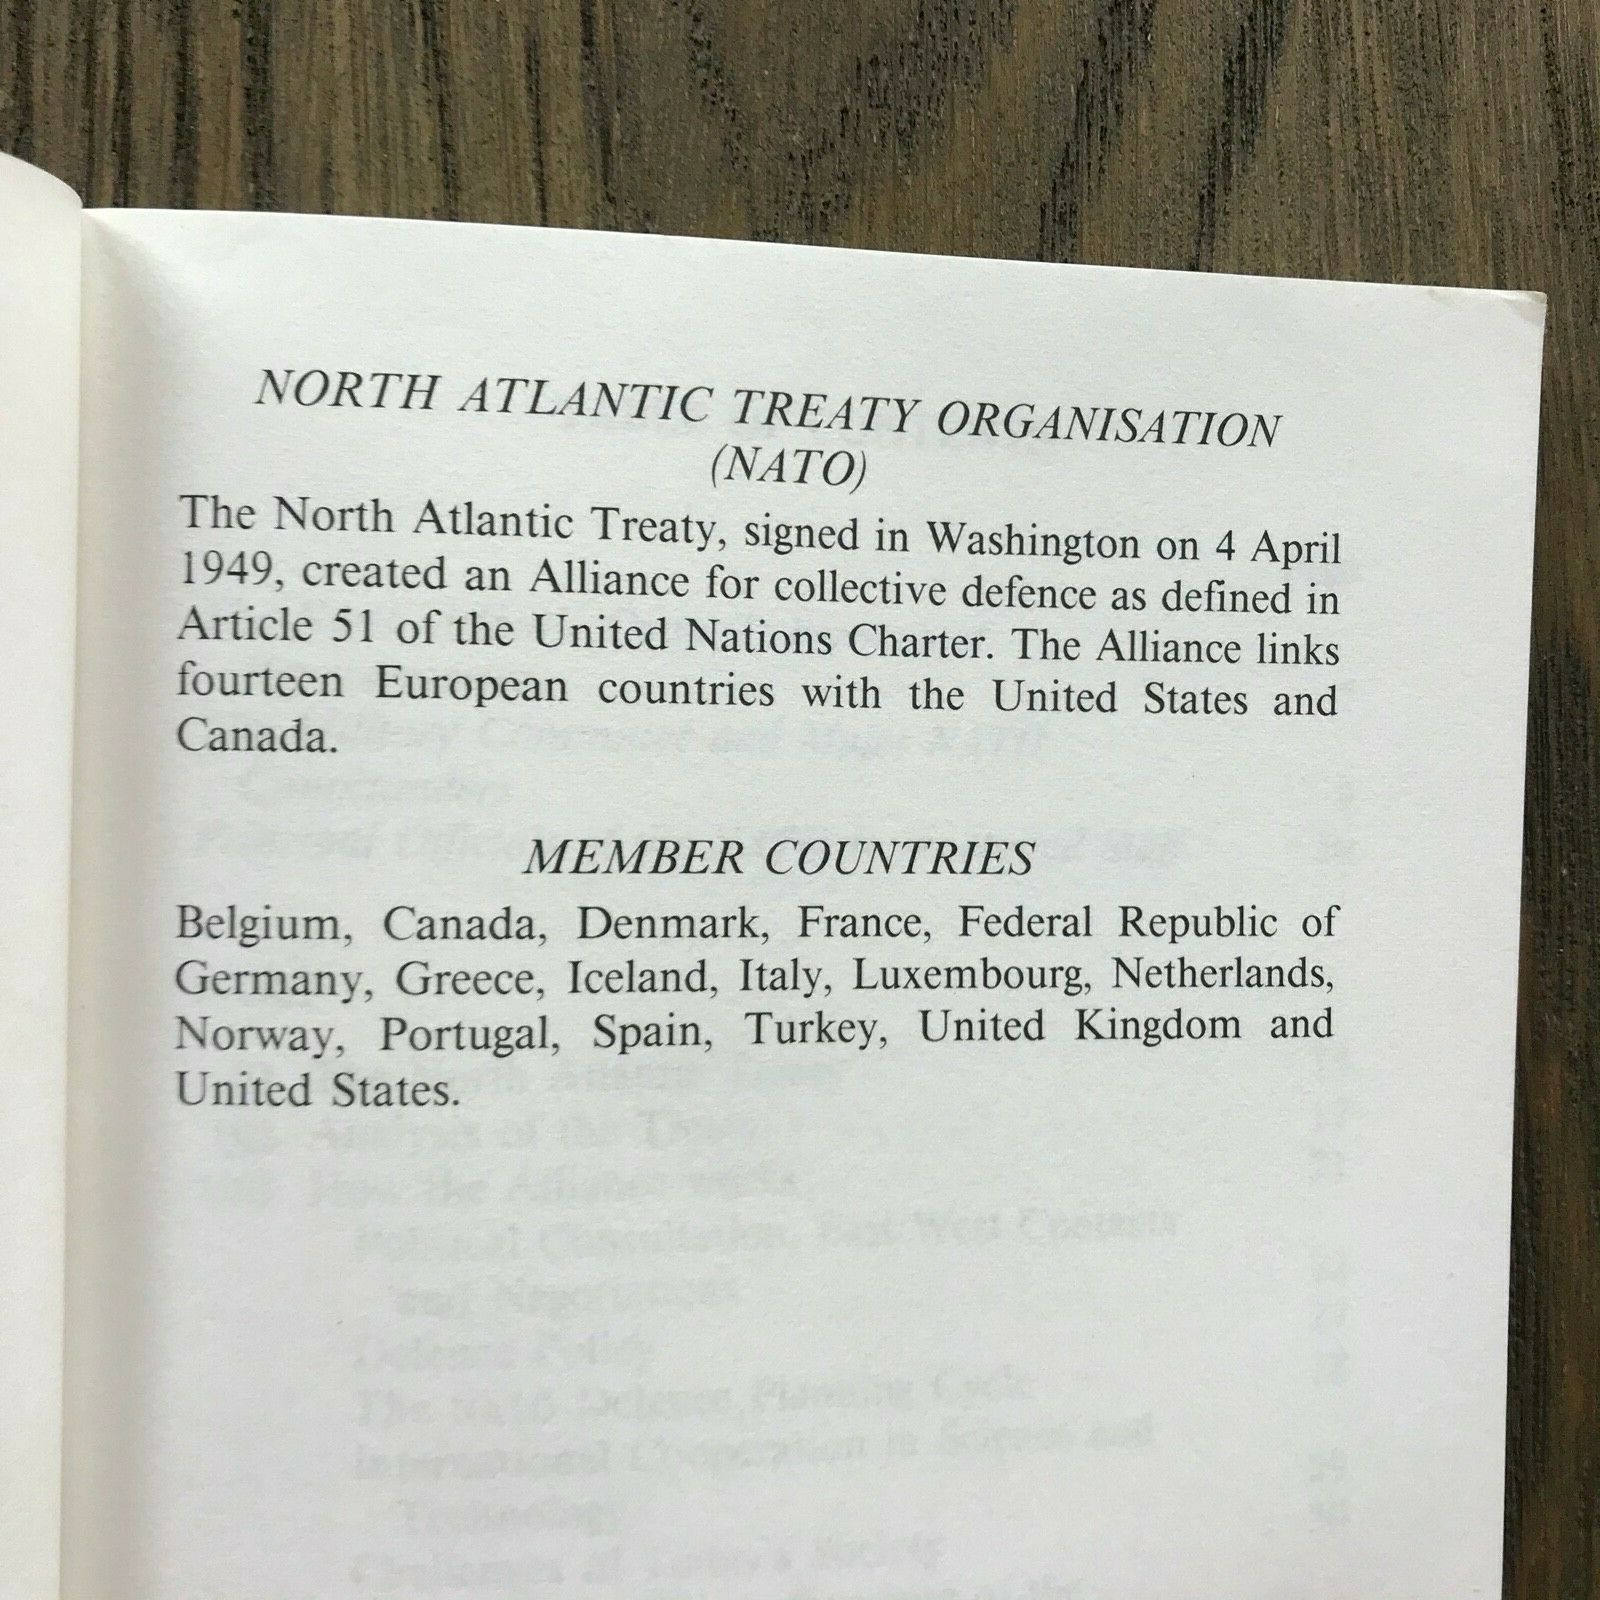 NORTH ATLANTIC TREATY ORGANISATION
(NATO)
The North Atlantic Treaty, signed in Washington on 4 April
1949, created an Alliance for collective defence as defined in
Article 51 of the United Nations Charter. The Alliance links
fourteen European countries with the United States and
Canada.
MEMBER COUNTRIES
Belgium, Canada, Denmark, France, Federal Republic of
Germany, Greece, Iceland, Italy, Luxembourg, Netherlands,
Norway, Portugal, Spain, Turkey, United Kingdom and
United States.